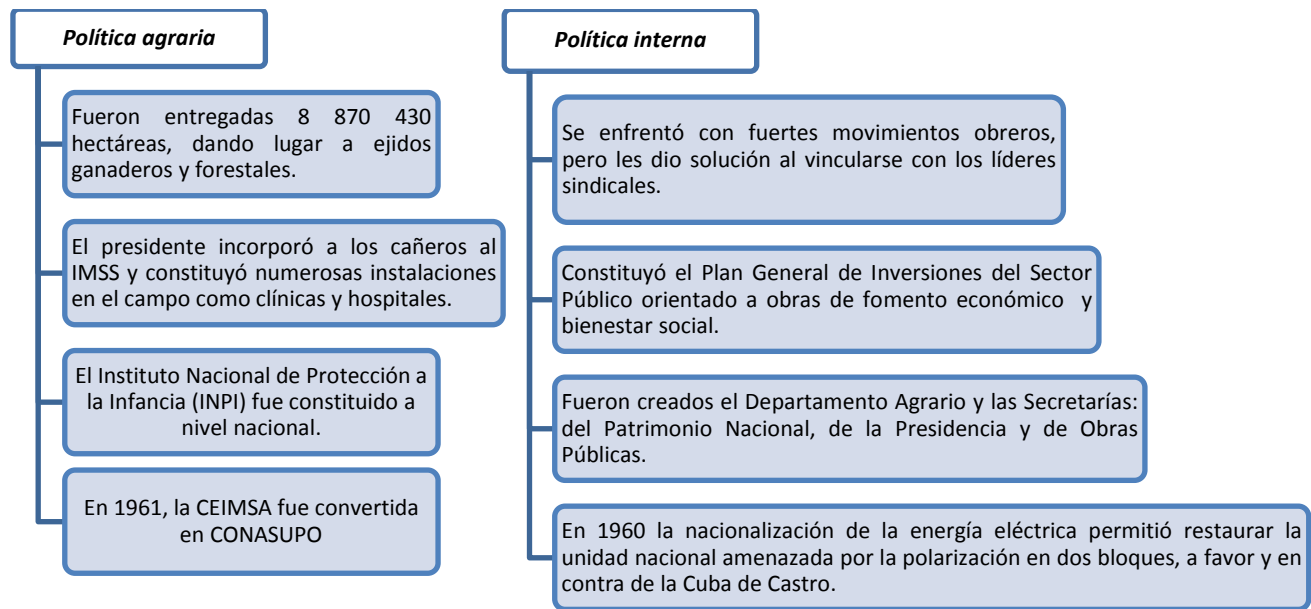 Política agraria
Fueron entregadas 8 870 430
hectáreas, dando lugar a ejidos
ganaderos y forestales.
El presidente incorporó a los cañeros al
IMSS y constituyó numerosas instalaciones
en el campo como clínicas y hospitales.
El Instituto Nacional de Protección a
la Infancia (INPI) fue constituido a
nivel nacional.
En 1961, la CEIMSA fue convertida
en CONASUPO
Política interna
Se enfrentó con fuertes movimientos obreros,
pero les dio solución al vincularse con los líderes
sindicales.
Constituyó el Plan General de Inversiones del Sector
Público orientado a obras de fomento económico y
bienestar social.
Fueron creados el Departamento Agrario y las Secretarías:
del Patrimonio Nacional, de la Presidencia y de Obras
Públicas.
En 1960 la nacionalización de la energía eléctrica permitió restaurar la
unidad nacional amenazada por la polarización en dos bloques, a favor y en
contra de la Cuba de Castro.